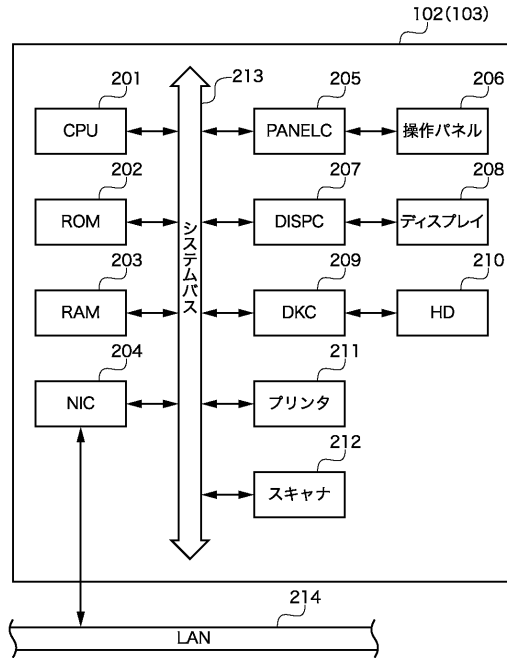 102(103)
201
213
205
206
CPU
PANELC
操作パネル
202
207
208
ROM
DISPC
ディスプレイ
203
システムバス
209
210
RAM
DKC
HD
204
211
NIC
プリンタ
212
スキャナ
214
LAN